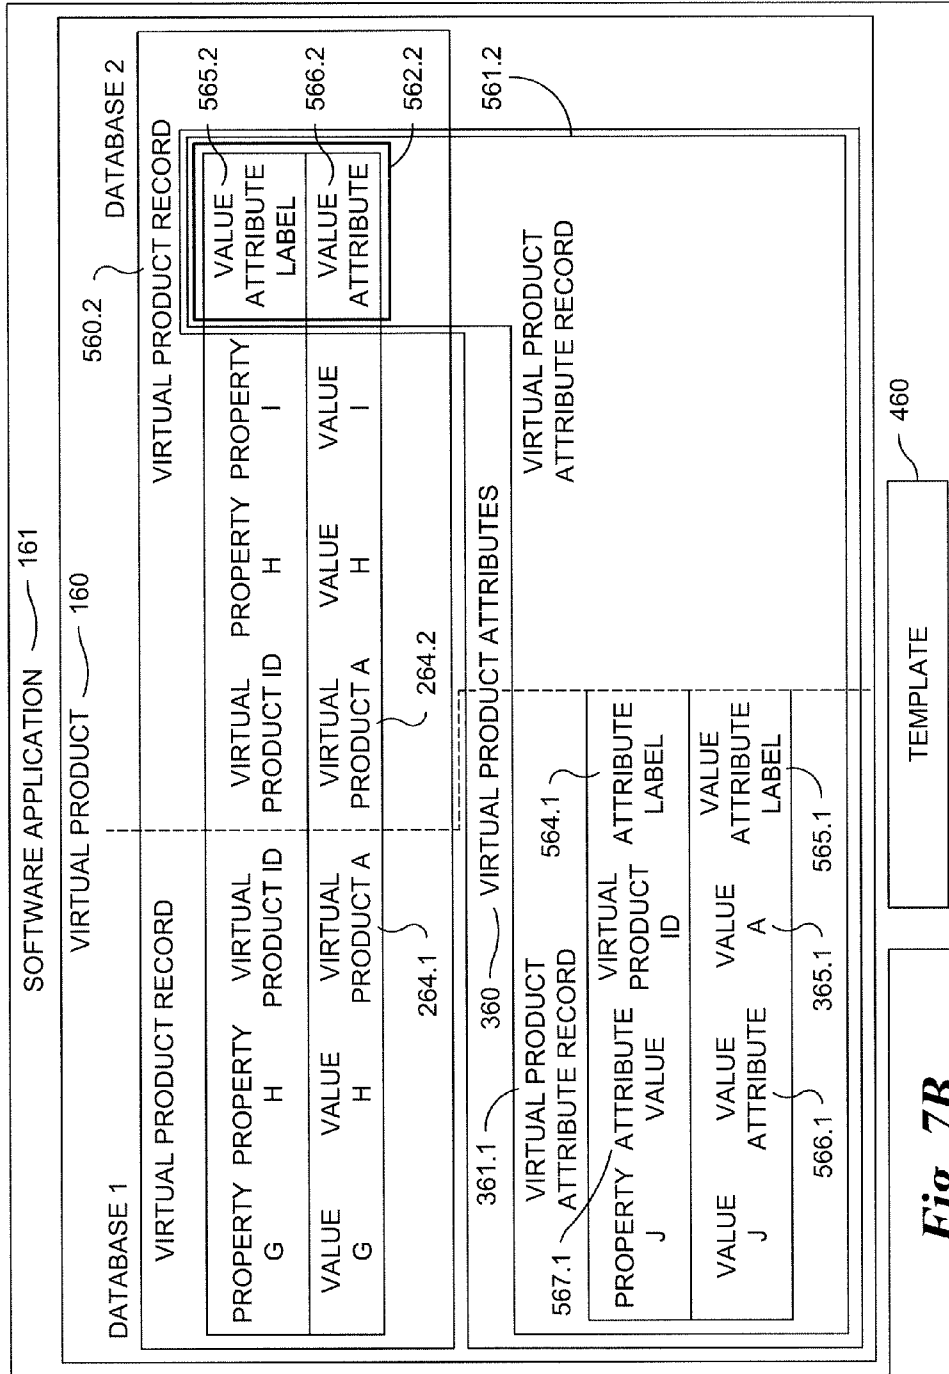 SOFTWARE APPLICATION 161
VIRTUAL PRODUCT 160
DATABASE 1
DATABASE 2
560.2
VIRTUAL PRODUCT RECORD
VIRTUAL PRODUCT RECORD
PROPERTY PROPERTY VIRTUAL
G H PRODUCT ID
VALUE VALUE VIRTUAL
G H PRODUCT A
264.1
VIRTUAL PROPERTY PROPERTY
PRODUCT ID H I
VIRTUAL VALUE VALUE
PRODUCT A H I
264.2
VALUE
ATTRIBUTE
LABEL
VALUE
ATTRIBUTE
565.2
566.2
562.2
561.2
360 VIRTUAL PRODUCT ATTRIBUTES
361.1
VIRTUAL PRODUCT
ATTRIBUTE RECORD
567.1
564.1
PROPERTY ATTRIBUTE VIRTUAL ATTRIBUTE
J VALUE PRODUCT LABEL
ID
VALUE VALUE VALUE VALUE
J ATTRIBUTE A ATTRIBUTE
LABEL
566.1
365.1
565.1
VIRTUAL PRODUCT
ATTRIBUTE RECORD
TEMPLATE
460
Fig. 7B